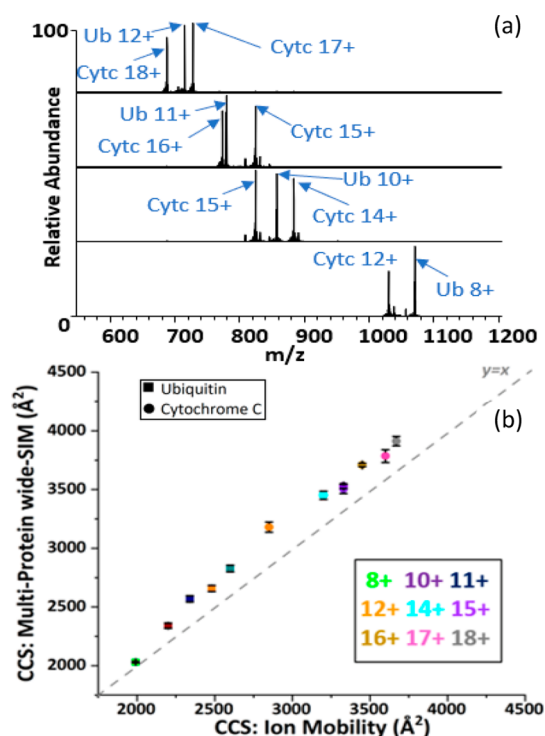 (a)
100
Ub 12+
Cytc 17+
Cytc 18+
Ub 11+
Cytc 15+
Cytc 16+
Ub 10+
Cytc 15+
Cytc 14+
Cytc 12+
Ub 8+
0
Relative Abundance
600 700 800 900 1000 1100 1200
m/z
(b)
y=x
Ubiquitin
Cytochrome C
4500
4000
3500
3000
2500
2000
CCS: Multi-Protein wide-SIM (Å²)
8+ 10+ 11+
12+ 14+ 15+
16+ 17+ 18+
2000 2500 3000 3500 4000 4500
CCS: Ion Mobility (Å²)